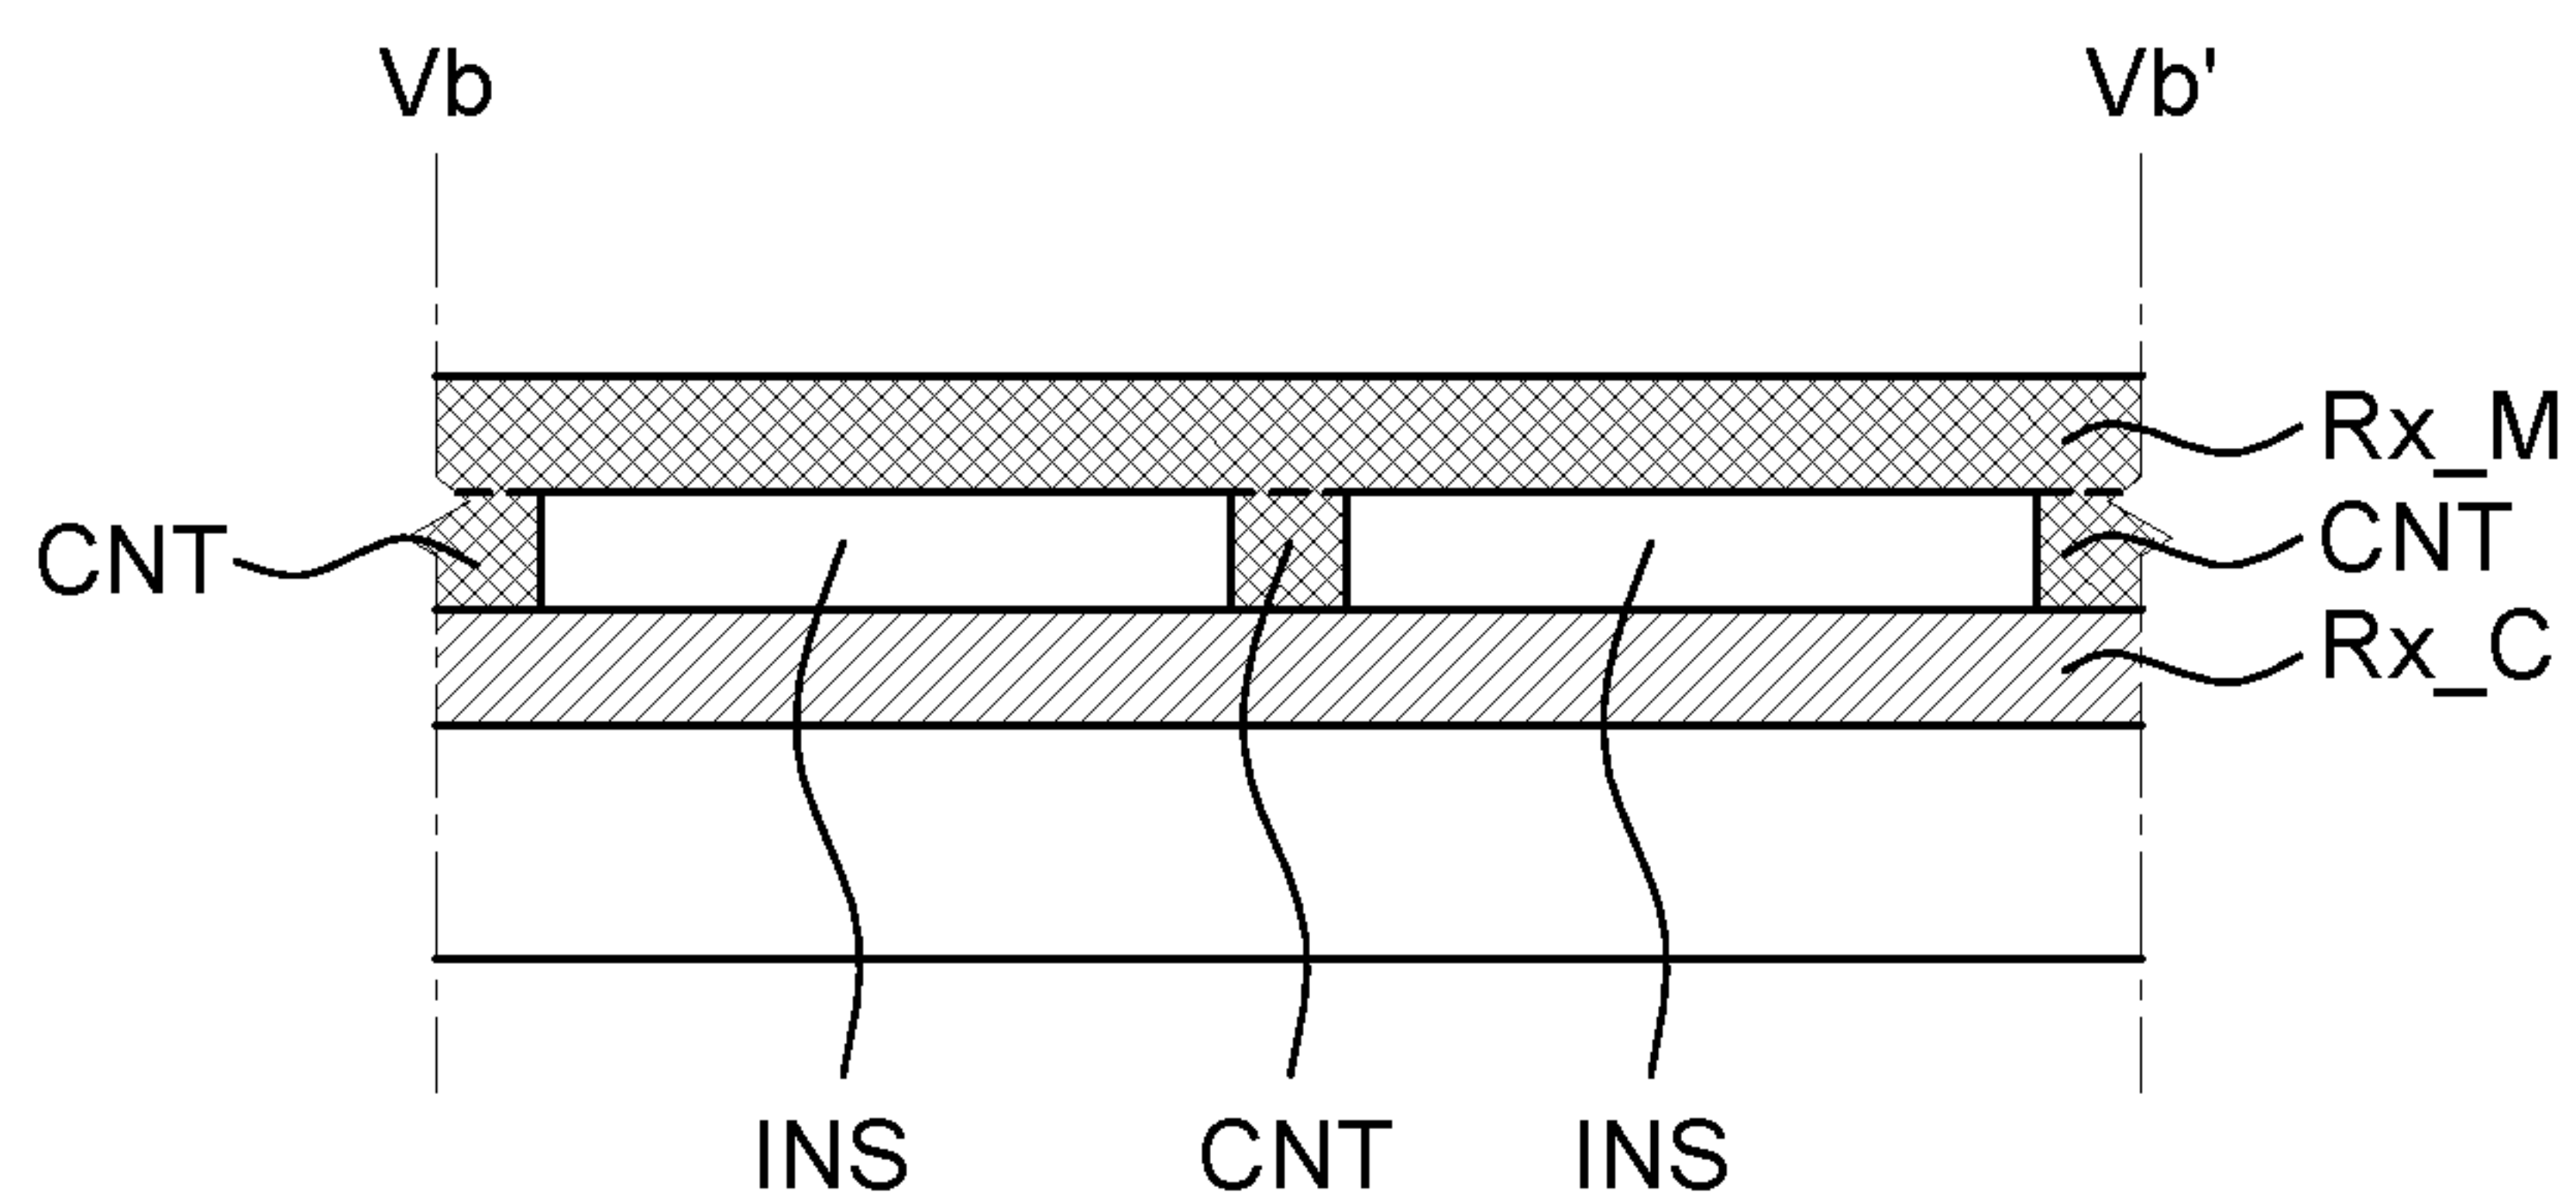 Vb
Vb'
Rx_M
CNT
CNT
Rx_C
INS
CNT
INS